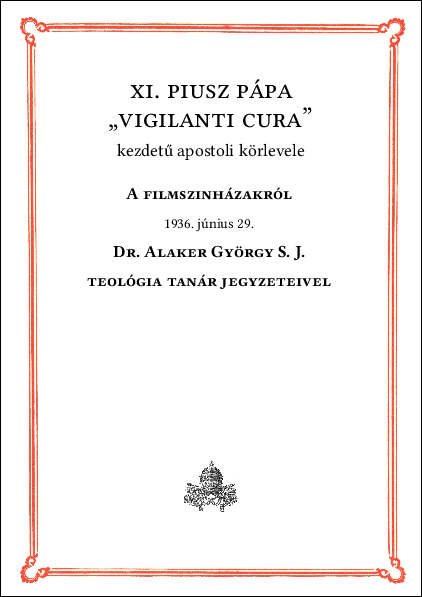 XI. PIUSZ PÁPA
„VIGILANTI CURA”
kezdetű apostoli körlevele
A FILMSZINHÁZAKRÓL
1936. június 29.
DR. ALAKER GYÖRGY S. J.
TEOLÓGIA TANÁR JEGYZETEIVEL